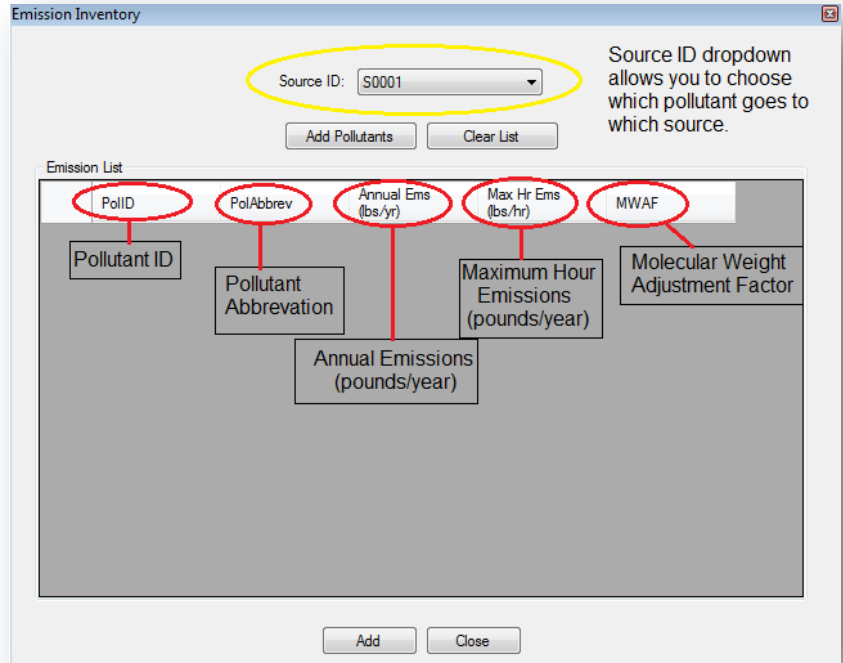 Emission Inventory
Source ID: S0001
Source ID dropdown
allows you to choose
which pollutant goes to
which source.
Add Pollutants Clear List
Emission List
PolID PolAbbrev Annual Ems
(lbs/yr) Max Hr Ems
(lbs/hr) MWAF
Pollutant ID
Pollutant
Abbrevation
Annual Emissions
(pounds/year)
Maximum Hour
Emissions
(pounds/year)
Molecular Weight
Adjustment Factor
Add Close